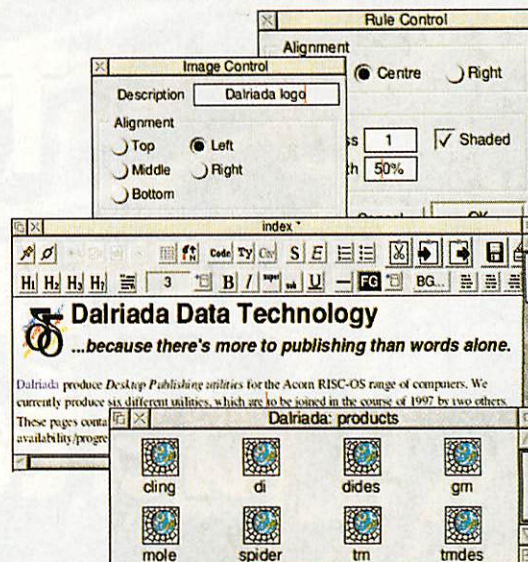 Rule Control
Alignment
Centre Right
Image Control
Description Dalriada logo
Alignment
Top Left
Middle Right
Bottom
1 Shaded
50%
index *
Code Ty S E
H1 H2 H3 H? 3 B I super sub U FG BG...
Dalriada Data Technology
...because there's more to publishing than words alone.
Dalriada produce Desktop Publishing utilities for the Acorn RISC-OS range of computers. We
currently produce six different utilities, which are to be joined in the course of 1997 by two others.
These pages
Dalriada: products
cling di dides gm
mole spider tm tmdes